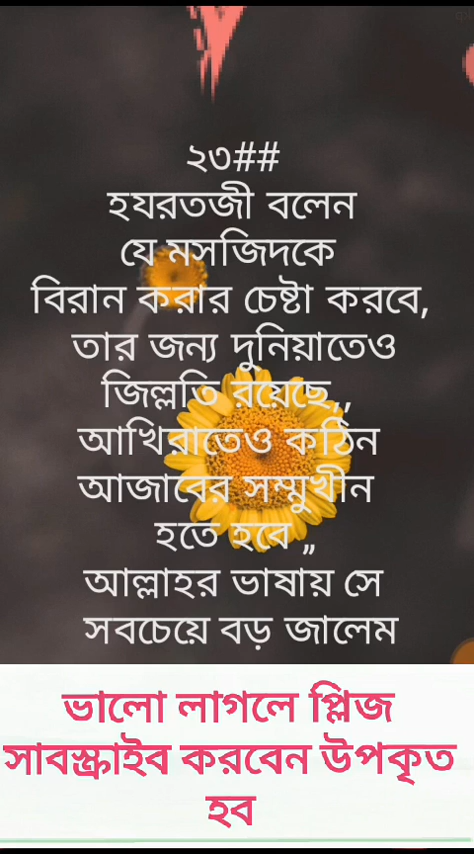 ২৩##
হযরতজী বলেন
যে মসজিদকে
বিরান করার চেষ্টা করবে,
তার জন্য দুনিয়াতেও
জিল্লতি রয়েছে,,
আখিরাতেও কঠিন
আজাবের সম্মুখীন
হতে হবে ,,
আল্লাহর ভাষায় সে
সবচেয়ে বড় জালেম
ভালো লাগলে প্লিজ
সাবস্ক্রাইব করবেন উপকৃত
হব